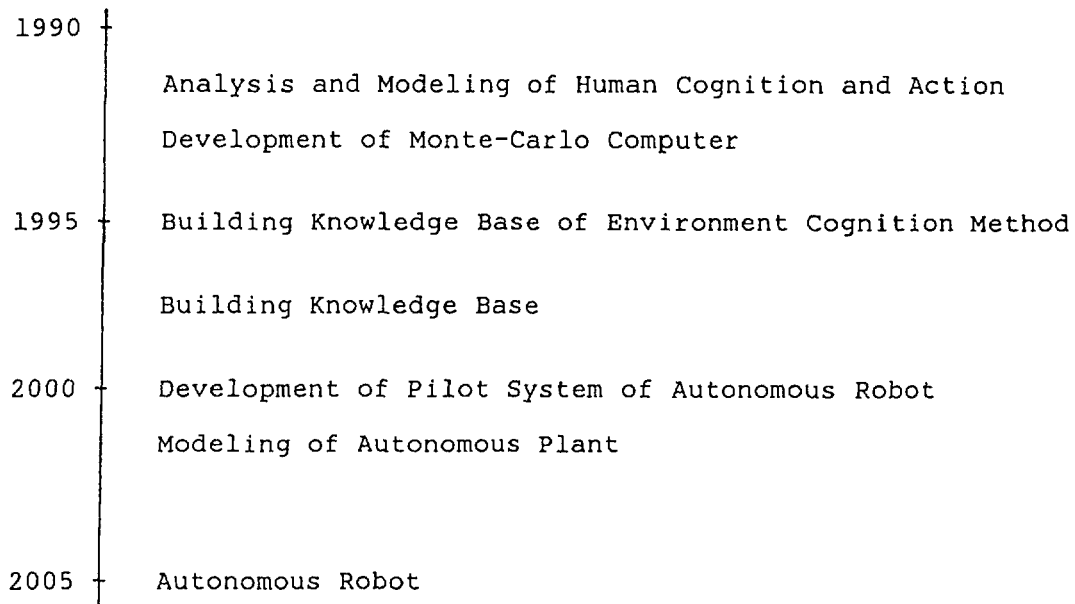 1990
Analysis and Modeling of Human Cognition and Action
Development of Monte-Carlo Computer
1995 Building Knowledge Base of Environment Cognition Method
Building Knowledge Base
2000 Development of Pilot System of Autonomous Robot
Modeling of Autonomous Plant
2005 Autonomous Robot